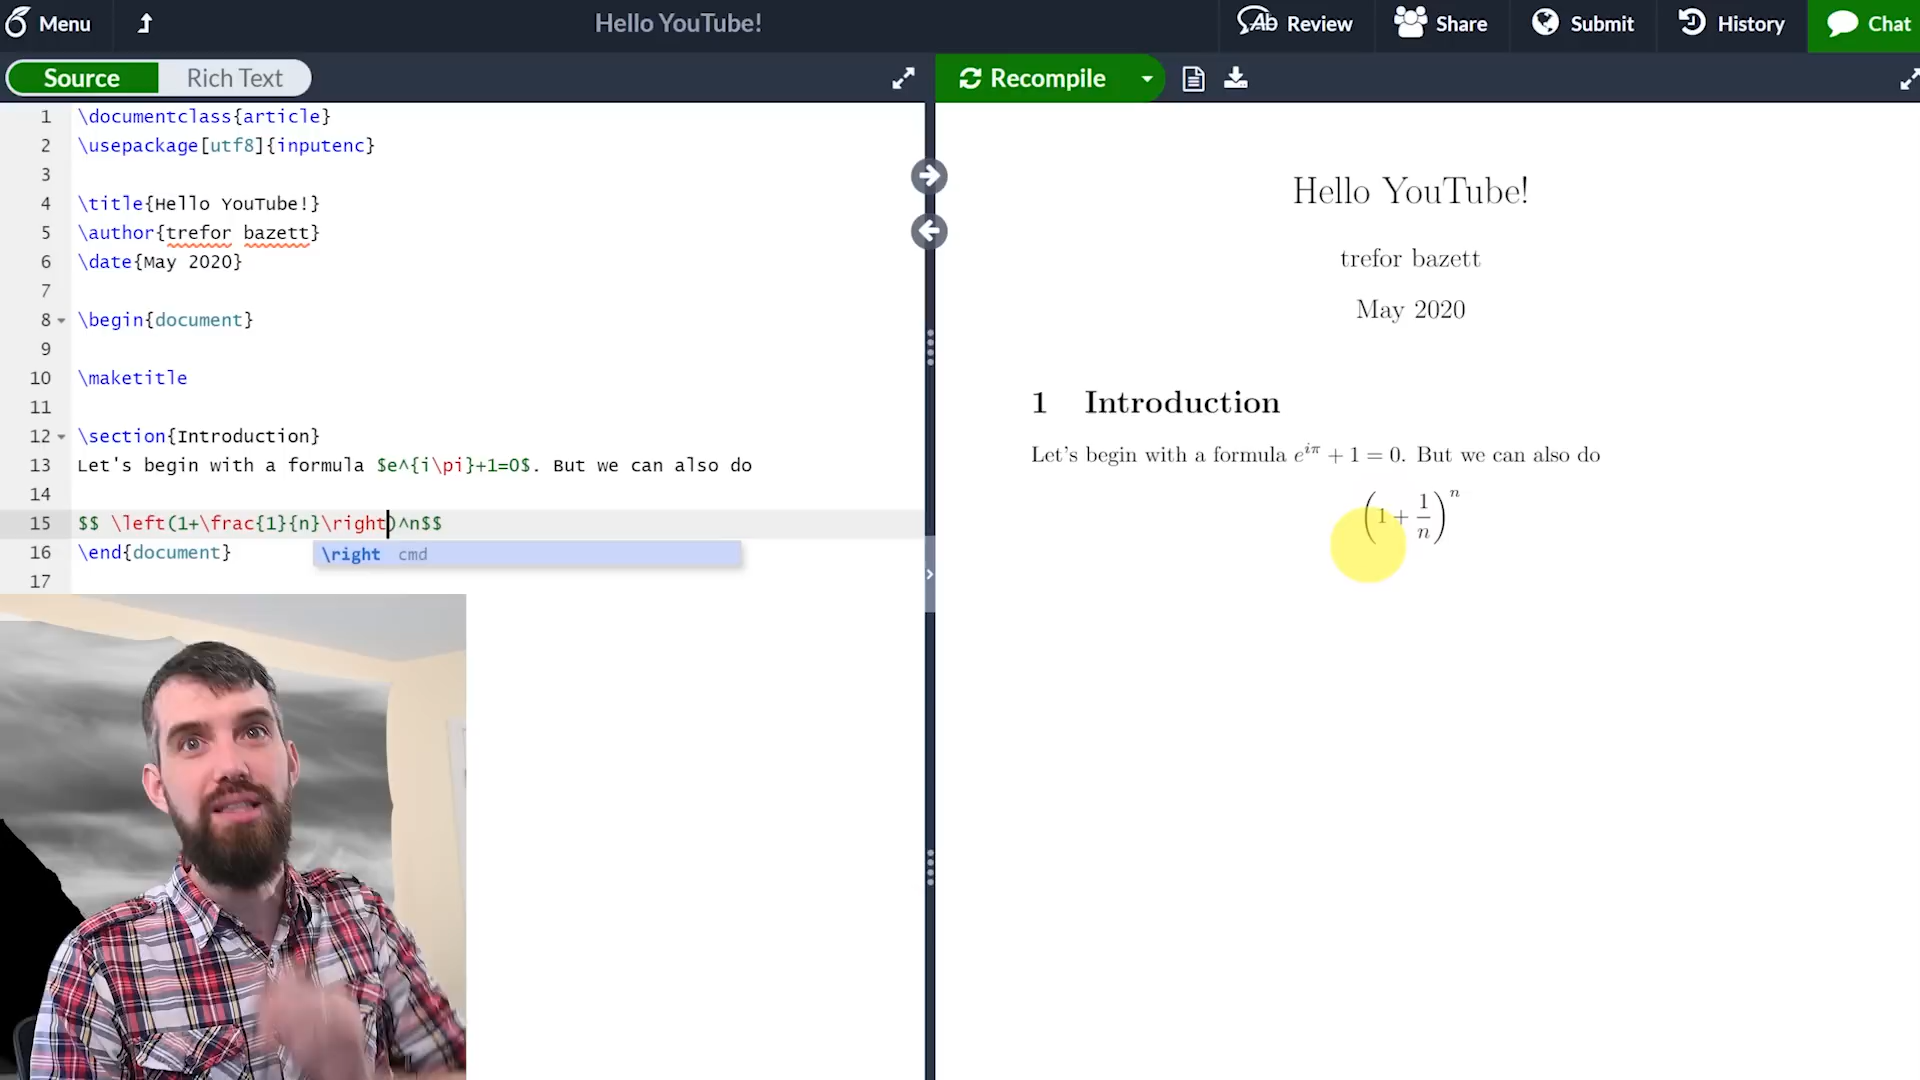 Menu
Hello YouTube!
Review
Share
Submit
History
Chat
Source
Rich Text
Recompile
1 \documentclass{article}
2 \usepackage[utf8]{inputenc}
3
4 \title{Hello YouTube!}
5 \author{trefor bazett}
6 \date{May 2020}
7
8 \begin{document}
9
10 \maketitle
11
12 \section{Introduction}
13 Let's begin with a formula $e^{i\pi}+1=0$. But we can also do
14
15 $$ \left(1+\frac{1}{n}\right)^n$$
16 \end{document}
\right cmd
17
Hello YouTube!
trefor bazett
May 2020
1 Introduction
Let's begin with a formula e^{iπ} + 1 = 0. But we can also do
(1 + 1/n)^n